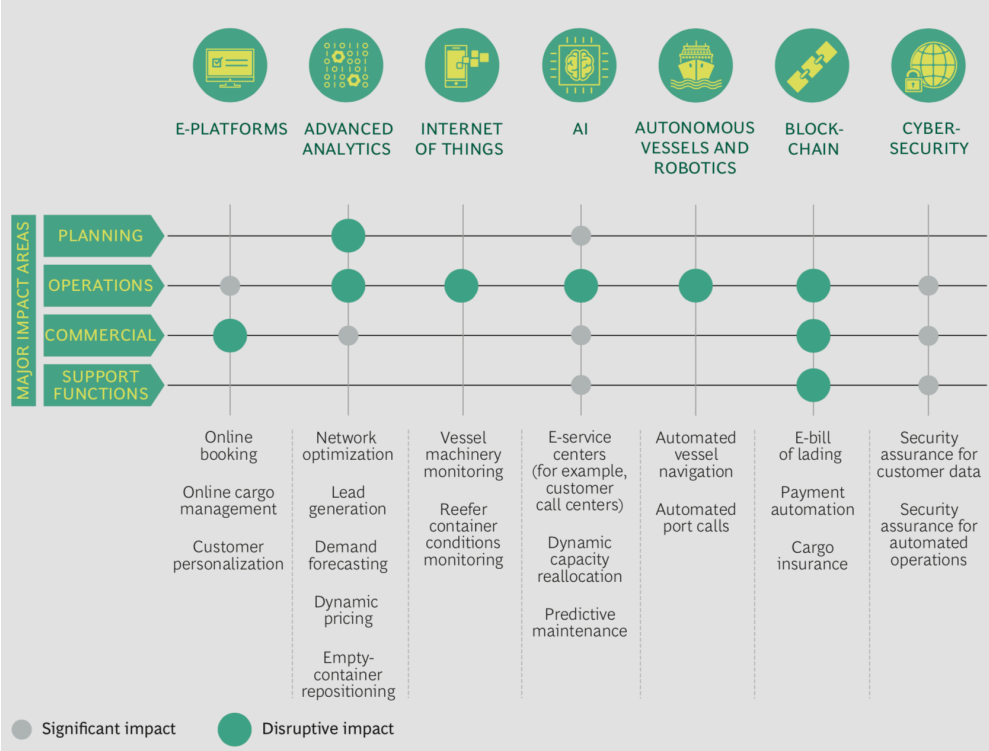 E-PLATFORMS
ADVANCED
ANALYTICS
INTERNET
OF THINGS
AI
AUTONOMOUS
VESSELS AND
ROBOTICS
BLOCK-
CHAIN
CYBER-
SECURITY
MAJOR IMPACT AREAS
PLANNING
OPERATIONS
COMMERCIAL
SUPPORT
FUNCTIONS
Online
booking
Online cargo
management
Customer
personalization
Network
optimization
Lead
generation
Demand
forecasting
Dynamic
pricing
Empty-
container
repositioning
Vessel
machinery
monitoring
Reefer
container
conditions
monitoring
E-service
centers
(for example,
customer
call centers)
Dynamic
capacity
reallocation
Predictive
maintenance
Automated
vessel
navigation
Automated
port calls
E-bill
of lading
Payment
automation
Cargo
insurance
Security
assurance for
customer data
Security
assurance for
automated
operations
Significant impact
Disruptive impact